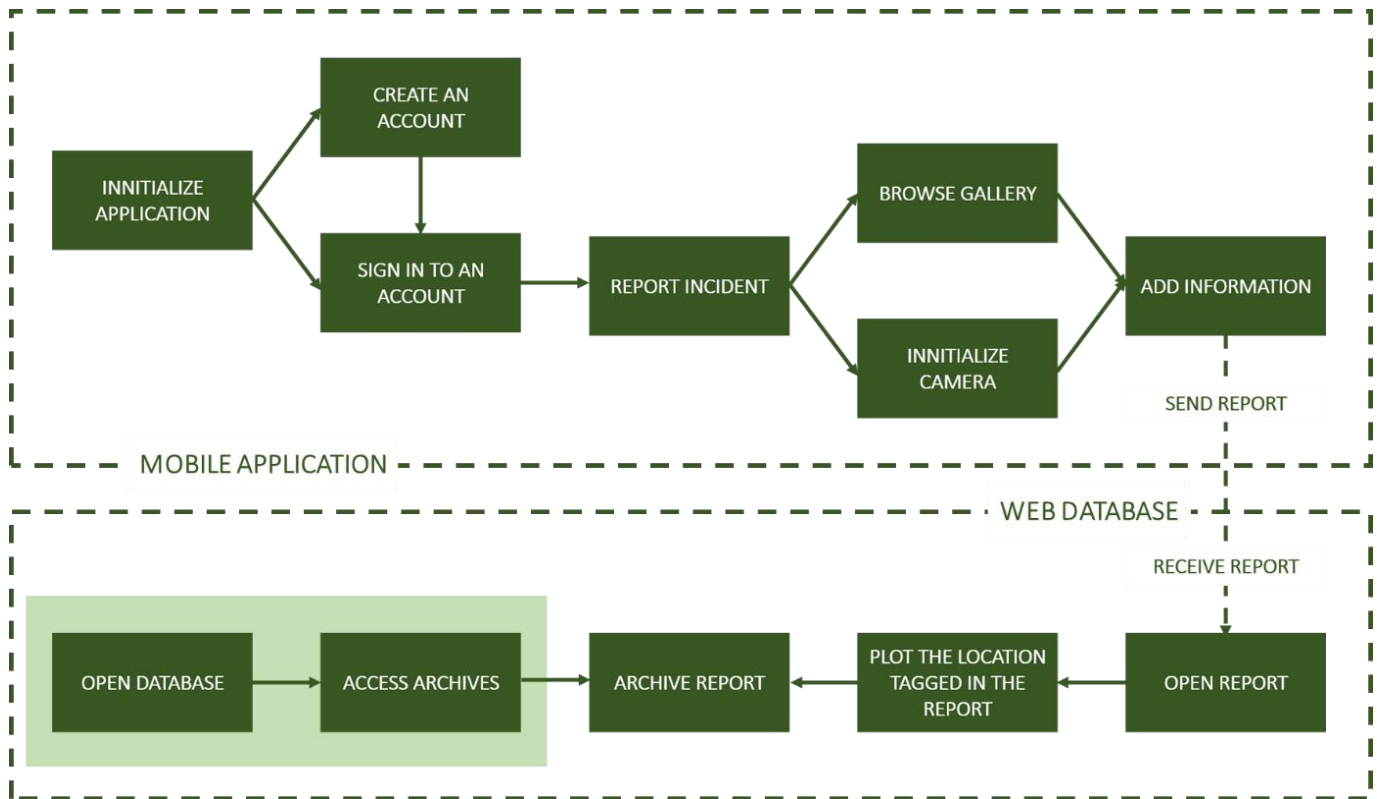 CREATE AN
ACCOUNT
INNITIALIZE
APPLICATION
SIGN IN TO AN
ACCOUNT
REPORT INCIDENT
BROWSE GALLERY
INNITIALIZE
CAMERA
ADD INFORMATION
SEND REPORT
MOBILE APPLICATION
WEB DATABASE
RECEIVE REPORT
OPEN DATABASE
ACCESS ARCHIVES
ARCHIVE REPORT
PLOT THE LOCATION
TAGGED IN THE
REPORT
OPEN REPORT